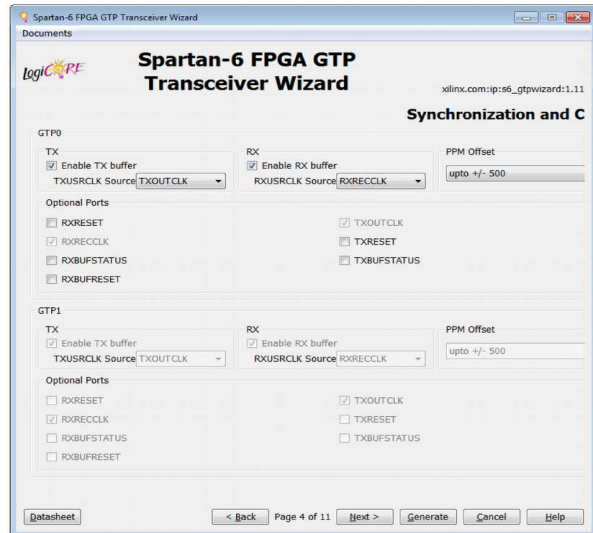 Spartan-6 FPGA GTP Transceiver Wizard
Documents
LogiCORE
Spartan-6 FPGA GTP
Transceiver Wizard
xilinx.com:ip:s6_gtpwizard:1.11
Synchronization and C
GTP0
TX
RX
PPM Offset
Enable TX buffer
Enable RX buffer
upto +/- 500
TXUSRCLK Source TXOUTCLK
RXUSRCLK Source RXRECCLK
Optional Ports
RXRESET
TXOUTCLK
RXRECCLK
TXRESET
RXBUFSTATUS
TXBUFSTATUS
RXBUFRESET
GTP1
TX
RX
PPM Offset
Enable TX buffer
Enable RX buffer
upto +/- 500
TXUSRCLK Source TXOUTCLK
RXUSRCLK Source RXRECCLK
Optional Ports
RXRESET
TXOUTCLK
RXRECCLK
TXRESET
RXBUFSTATUS
TXBUFSTATUS
RXBUFRESET
Datasheet
< Back
Page 4 of 11
Next >
Generate
Cancel
Help